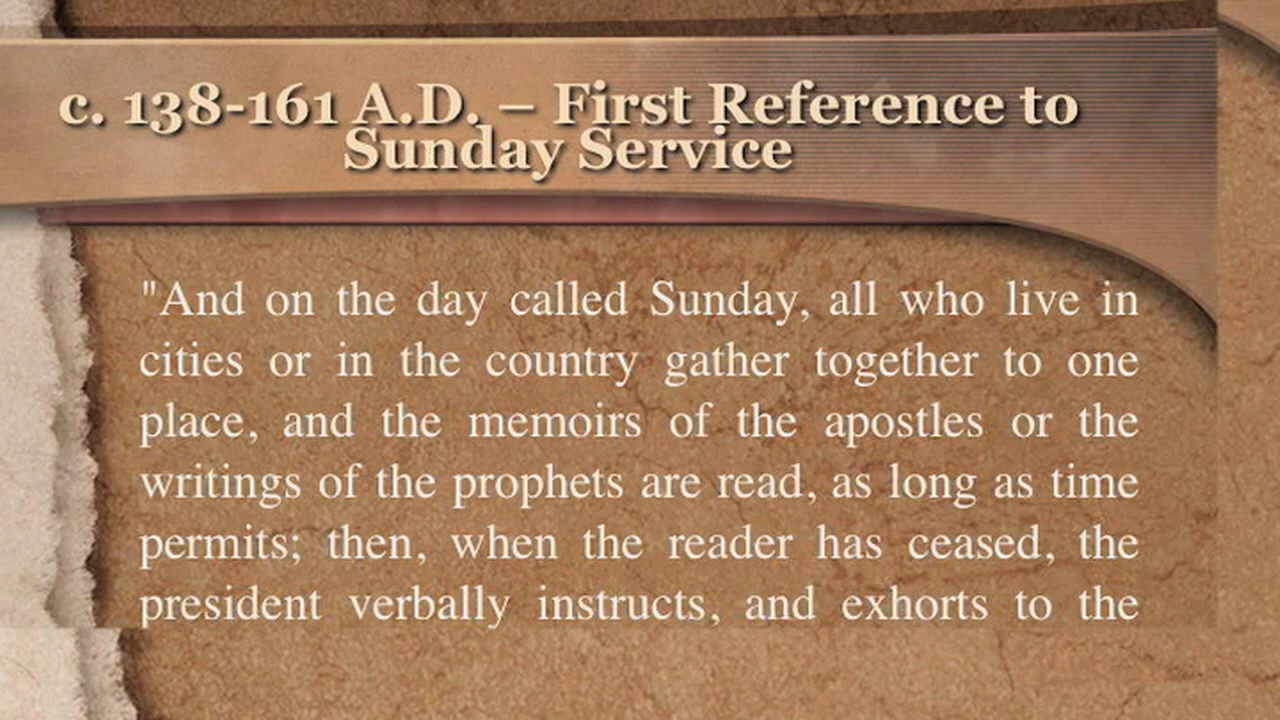 c. 138-161 A.D. – First Reference to
Sunday Service
"And on the day called Sunday, all who live in
cities or in the country gather together to one
place, and the memoirs of the apostles or the
writings of the prophets are read, as long as time
permits; then, when the reader has ceased, the
president verbally instructs, and exhorts to the